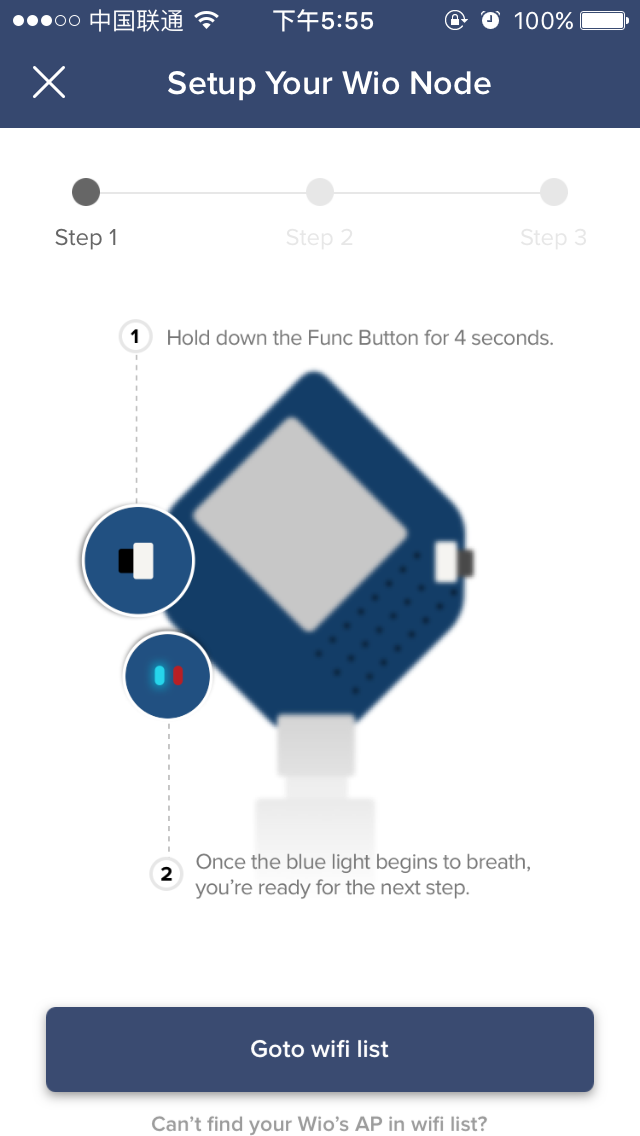 中国联通 下午5:55 100%
Setup Your Wio Node
Step 1 Step 2 Step 3
1 Hold down the Func Button for 4 seconds.
2 Once the blue light begins to breath,
you're ready for the next step.
Goto wifi list
Can't find your Wio's AP in wifi list?